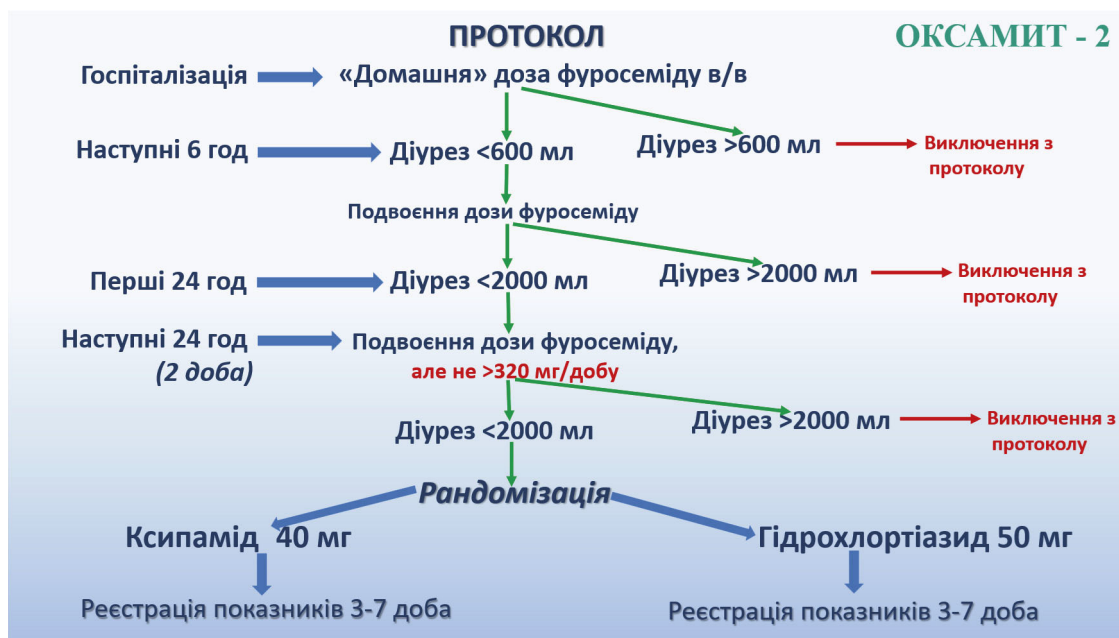 ПРОТОКОЛ
ОКСАМИТ - 2
Госпіталізація
«Домашня» доза фуросеміду в/в
Наступні 6 год
Діурез <600 мл
Діурез >600 мл
Виключення з
протоколу
Подвоєння дози фуросеміду
Перші 24 год
Діурез <2000 мл
Діурез >2000 мл
Виключення з
протоколу
Наступні 24 год
(2 доба)
Подвоєння дози фуросеміду,
але не >320 мг/добу
Діурез <2000 мл
Діурез >2000 мл
Виключення з
протоколу
Рандомізація
Ксипамід 40 мг
Гідрохлортіазид 50 мг
Реєстрація показників 3-7 доба
Реєстрація показників 3-7 доба